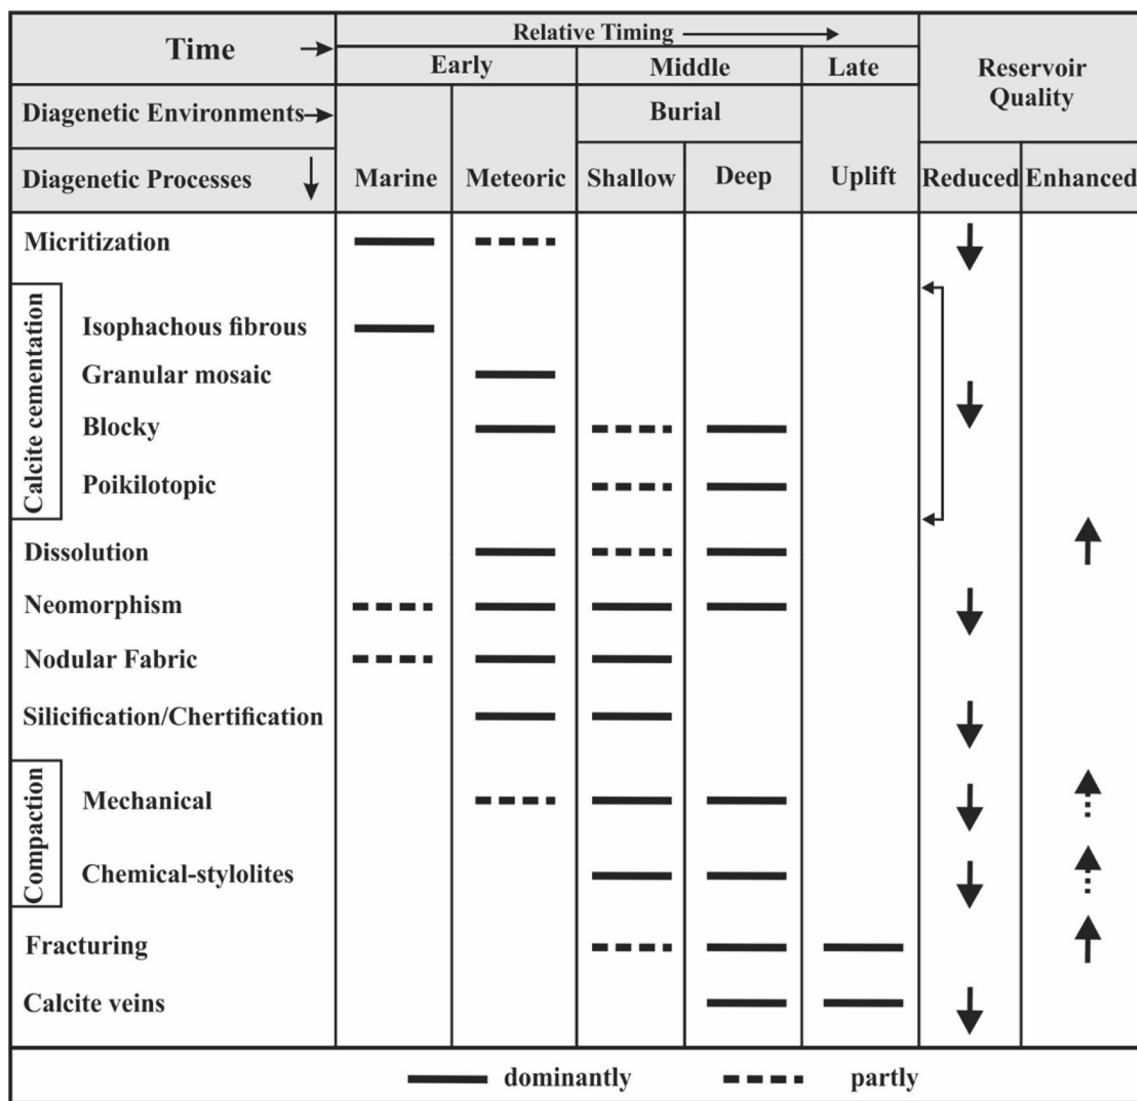 Time
Relative Timing
Early
Middle
Late
Reservoir
Quality
Diagenetic Environments
Burial
Diagenetic Processes
Marine
Meteoric
Shallow
Deep
Uplift
Reduced
Enhanced
Micritization
Calcite cementation
Isophachous fibrous
Granular mosaic
Blocky
Poikilotopic
Dissolution
Neomorphism
Nodular Fabric
Silicification/Chertification
Compaction
Mechanical
Chemical-stylolites
Fracturing
Calcite veins
dominantly
partly